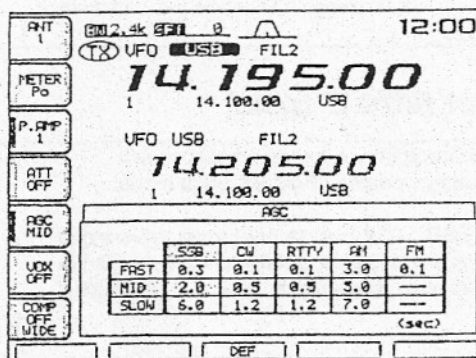 ANT
1
BW 2.4k SFT 0
12:00
TX VFO USB FIL2
14.195.00
1 14.100.00 USB
METER
Po
P.AMP
1
VFO USB FIL2
14.205.00
1 14.100.00 USB
ATT
OFF
AGC
MID
VOX
OFF
COMP
OFF
WIDE
AGC
SSB CW RTTY AM FM
FAST 0.3 0.1 0.1 3.0 0.1
MID 2.0 0.5 0.5 5.0 ---
SLOW 6.0 1.2 1.2 7.0 ---
(sec)
DEF